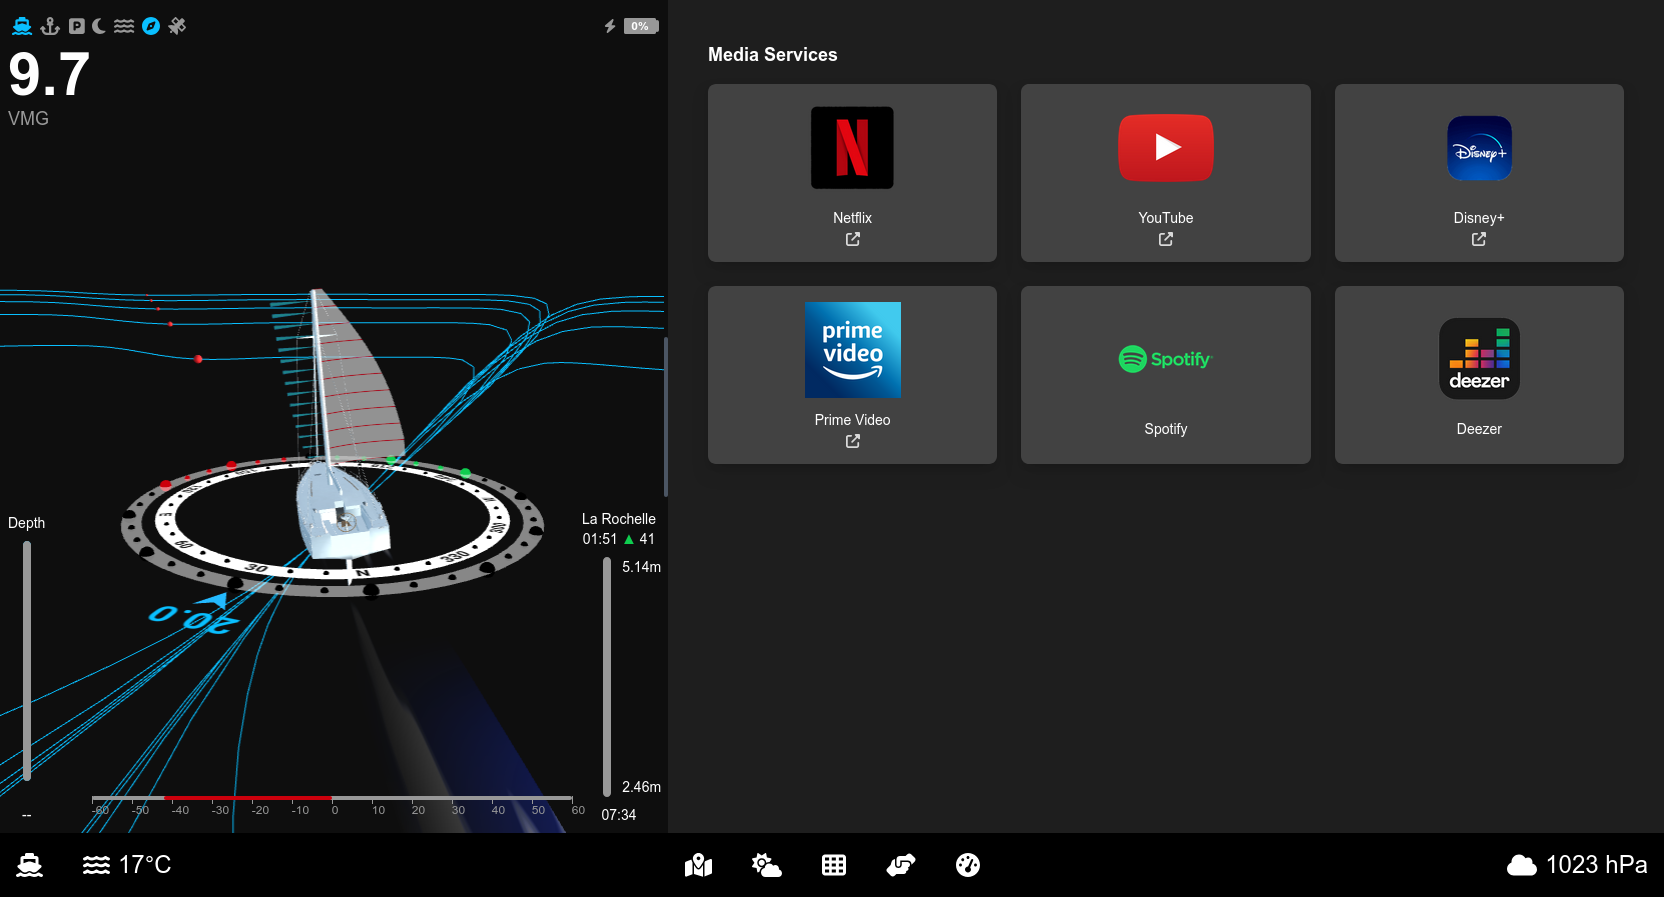 P
0%
9.7
VMG
Media Services
N
Disney+
Netflix
YouTube
Disney+
prime
video
Spotify
deezer
Prime Video
Spotify
Deezer
Depth
La Rochelle
01:51 ▲ 41
5.14m
E
60
30
N
330
300
20.0
2.46m
-60 -50 -40 -30 -20 -10 0 10 20 30 40 50 60
--
07:34
17°C
1023 hPa